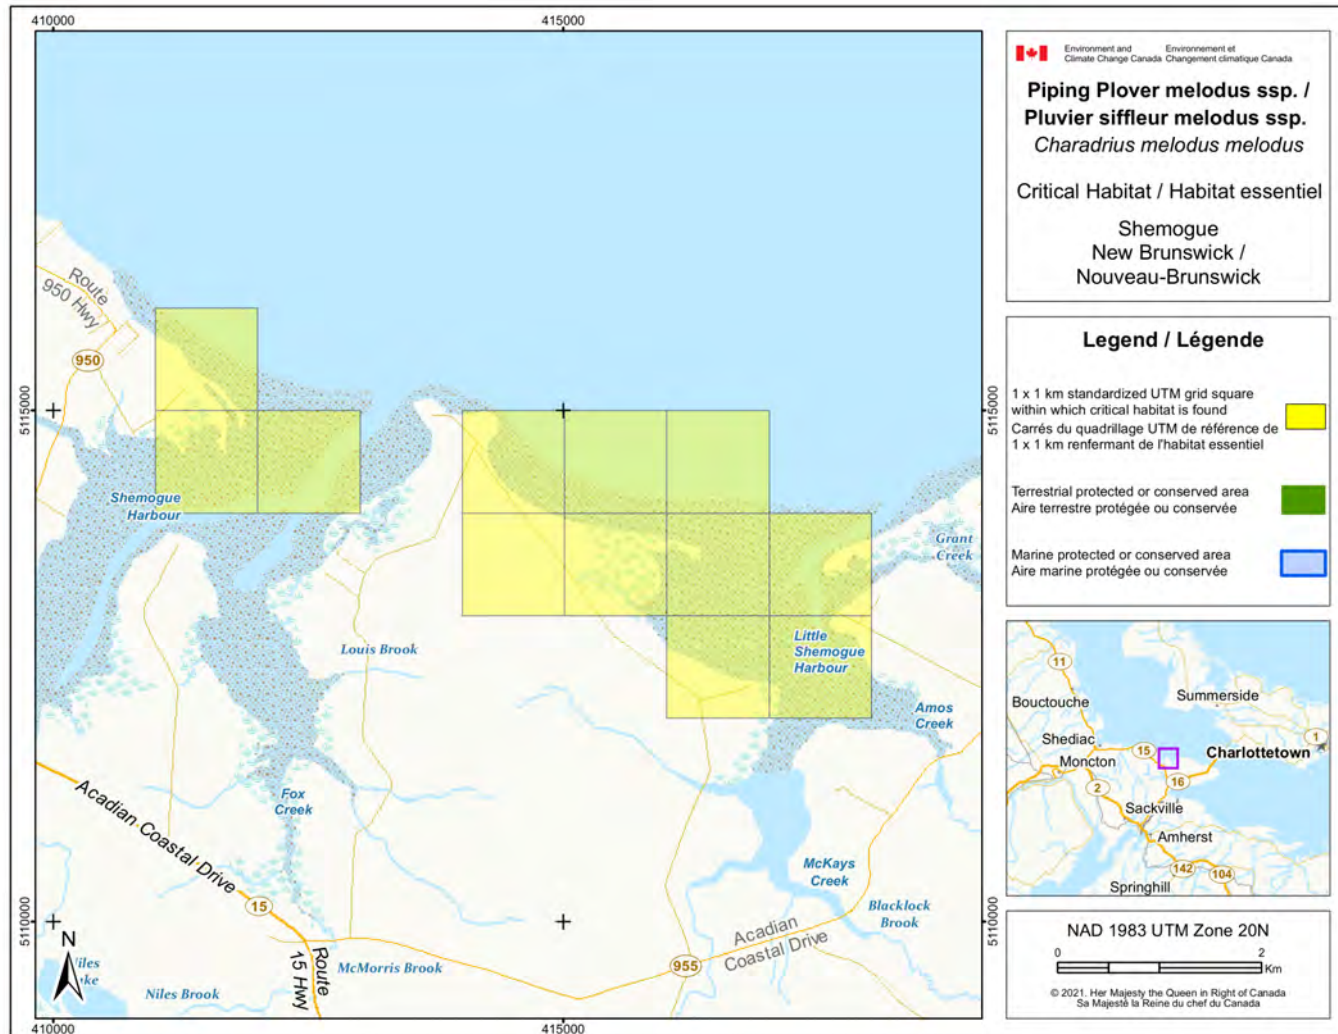 410000
415000
Route
950 Hwy
950
5115000
5115000
Shemogue
Harbour
Grant
Creek
Louis Brook
Little
Shemogue
Harbour
Amos
Creek
Fox
Creek
Acadian Coastal Drive
15
McKays
Creek
Blacklock
Brook
5110000
5110000
N
Niles Brook
McMorris Brook
Route
15 Hwy
955
Acadian
Coastal Drive
410000
415000
Environment and
Climate Change Canada
Environnement et
Changement climatique Canada
Piping Plover melodus ssp. /
Pluvier siffleur melodus ssp.
Charadrius melodus melodus
Critical Habitat / Habitat essentiel
Shemogue
New Brunswick /
Nouveau-Brunswick
Legend / Légende
1 x 1 km standardized UTM grid square
within which critical habitat is found
Carrés du quadrillage UTM de référence de
1 x 1 km renfermant de l'habitat essentiel
Terrestrial protected or conserved area
Aire terrestre protégée ou conservée
Marine protected or conserved area
Aire marine protégée ou conservée
11
Bouctouche
Summerside
Shediac
15
1
Charlottetown
Moncton
16
2
Sackville
Amherst
142
104
Springhill
NAD 1983 UTM Zone 20N
0 2
Km
© 2021. Her Majesty the Queen in Right of Canada
Sa Majesté la Reine du chef du Canada